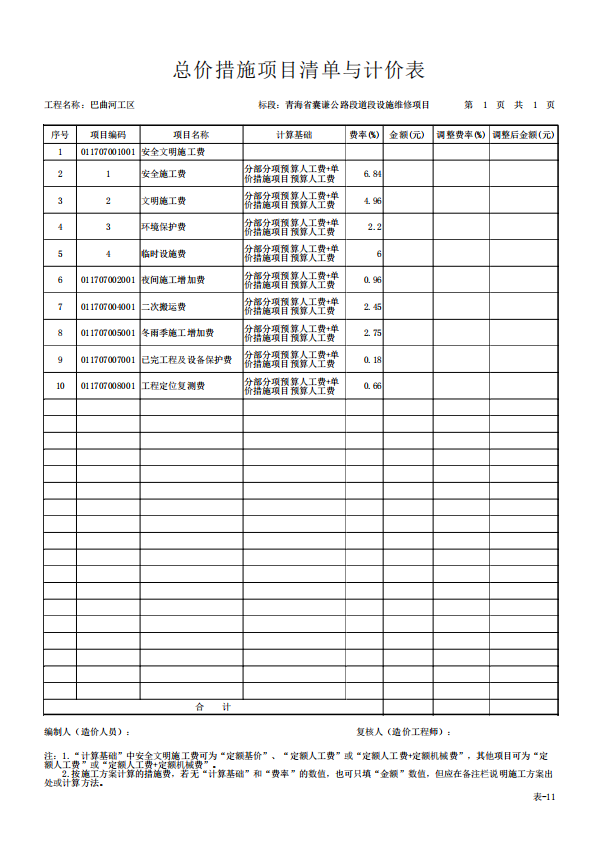 总价措施项目清单与计价表
工程名称：巴曲河工区 标段：青海省囊谦公路段道段设施维修项目 第 1 页 共 1 页
序号 项目编码 项目名称 计算基础 费率(%) 金额(元) 调整费率(%) 调整后金额(元)
1 011707001001 安全文明施工费
2 1 安全施工费 分部分项预算人工费+单价措施项目预算人工费 6.84
3 2 文明施工费 分部分项预算人工费+单价措施项目预算人工费 4.96
4 3 环境保护费 分部分项预算人工费+单价措施项目预算人工费 2.2
5 4 临时设施费 分部分项预算人工费+单价措施项目预算人工费 6
6 011707002001 夜间施工增加费 分部分项预算人工费+单价措施项目预算人工费 0.96
7 011707004001 二次搬运费 分部分项预算人工费+单价措施项目预算人工费 2.45
8 011707005001 冬雨季施工增加费 分部分项预算人工费+单价措施项目预算人工费 2.75
9 011707007001 已完工程及设备保护费 分部分项预算人工费+单价措施项目预算人工费 0.18
10 011707008001 工程定位复测费 分部分项预算人工费+单价措施项目预算人工费 0.66
合 计
编制人（造价人员）： 复核人（造价工程师）：
注：1.“计算基础”中安全文明施工费可为“定额基价”、“定额人工费”或“定额人工费+定额机械费”，其他项目可为“定
额人工费”或“定额人工费+定额机械费”。
2.按施工方案计算的措施费，若无“计算基础”和“费率”的数值，也可只填“金额”数值，但应在备注栏说明施工方案出
处或计算方法。
表-11